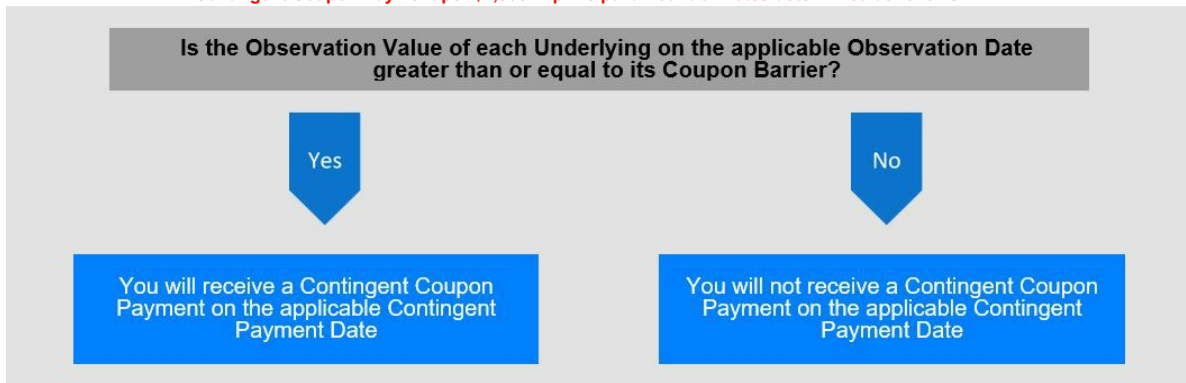 Is the Observation Value of each Underlying on the applicable Observation Date
greater than or equal to its Coupon Barrier?
Yes
No
You will receive a Contingent Coupon
Payment on the applicable Contingent
Payment Date
You will not receive a Contingent Coupon
Payment on the applicable Contingent
Payment Date